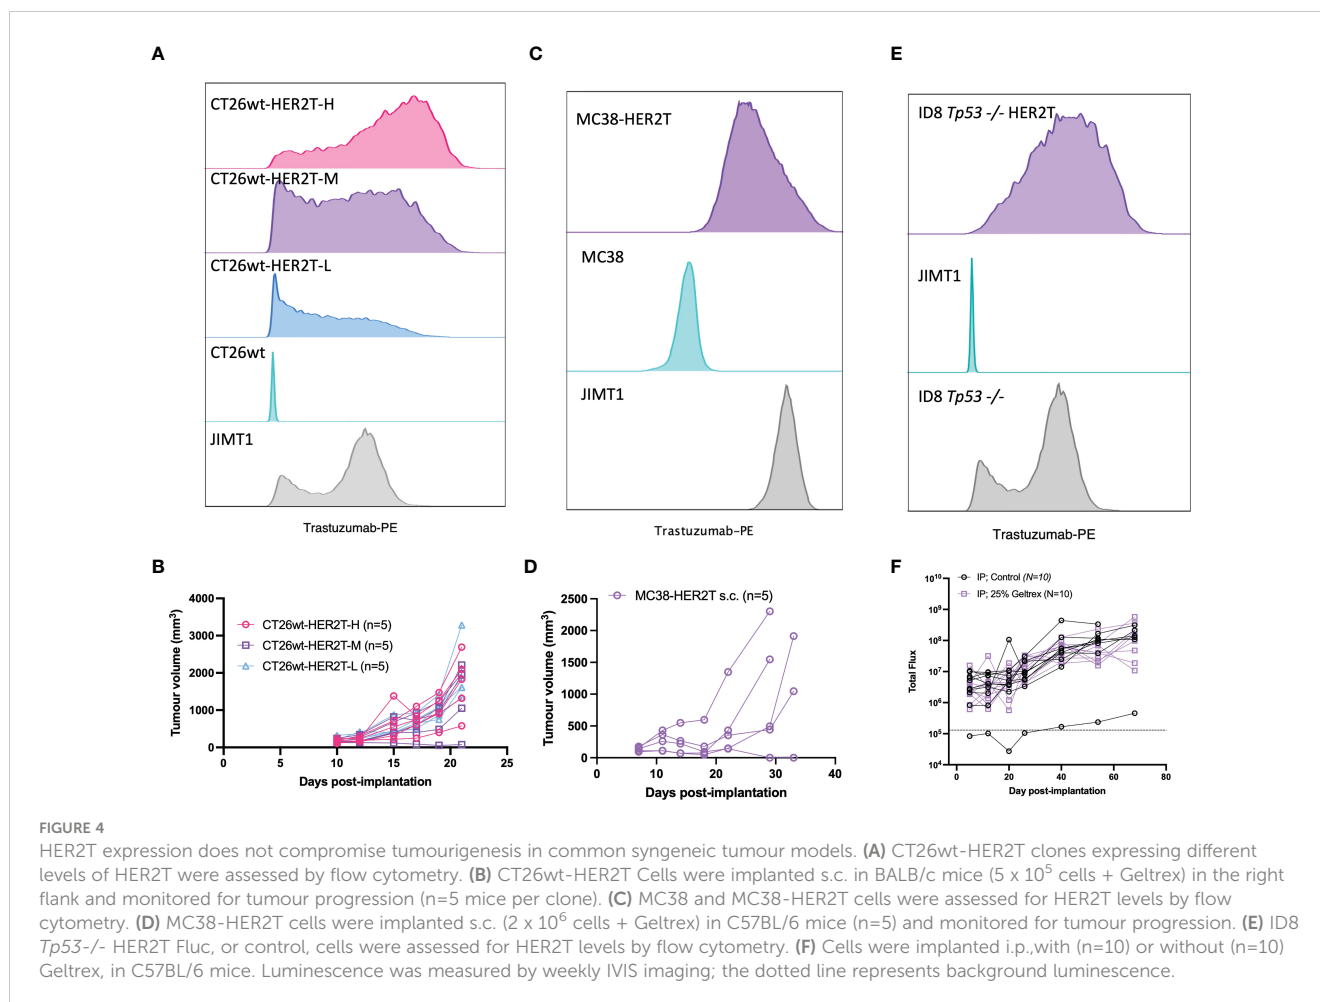 A
CT26wt-HER2T-H
CT26wt-HER2T-M
CT26wt-HER2T-L
CT26wt
JIMT1
Trastuzumab-PE
C
MC38-HER2T
MC38
JIMT1
Trastuzumab-PE
E
ID8 Tp53 -/- HER2T
JIMT1
ID8 Tp53 -/-
Trastuzumab-PE
B
Tumour volume (mm³)
4000
3000
2000
1000
0
CT26wt-HER2T-H (n=5)
CT26wt-HER2T-M (n=5)
CT26wt-HER2T-L (n=5)
0 5 10 15 20 25
Days post-implantation
D
Tumour volume (mm³)
2500
2000
1500
1000
500
0
MC38-HER2T s.c. (n=5)
0 10 20 30 40
Days post-implantation
F
Total Flux
10¹⁰
10⁹
10⁸
10⁷
10⁶
10⁵
10⁴
IP; Control (N=10)
IP; 25% Geltrex (N=10)
0 20 40 60 80
Day post-implantation
FIGURE 4
HER2T expression does not compromise tumourigenesis in common syngeneic tumour models. (A) CT26wt-HER2T clones expressing different
levels of HER2T were assessed by flow cytometry. (B) CT26wt-HER2T Cells were implanted s.c. in BALB/c mice (5 x 10⁵ cells + Geltrex) in the right
flank and monitored for tumour progression (n=5 mice per clone). (C) MC38 and MC38-HER2T cells were assessed for HER2T levels by flow
cytometry. (D) MC38-HER2T cells were implanted s.c. (2 x 10⁶ cells + Geltrex) in C57BL/6 mice (n=5) and monitored for tumour progression. (E) ID8
Tp53-/- HER2T Fluc, or control, cells were assessed for HER2T levels by flow cytometry. (F) Cells were implanted i.p.,with (n=10) or without (n=10)
Geltrex, in C57BL/6 mice. Luminescence was measured by weekly IVIS imaging; the dotted line represents background luminescence.